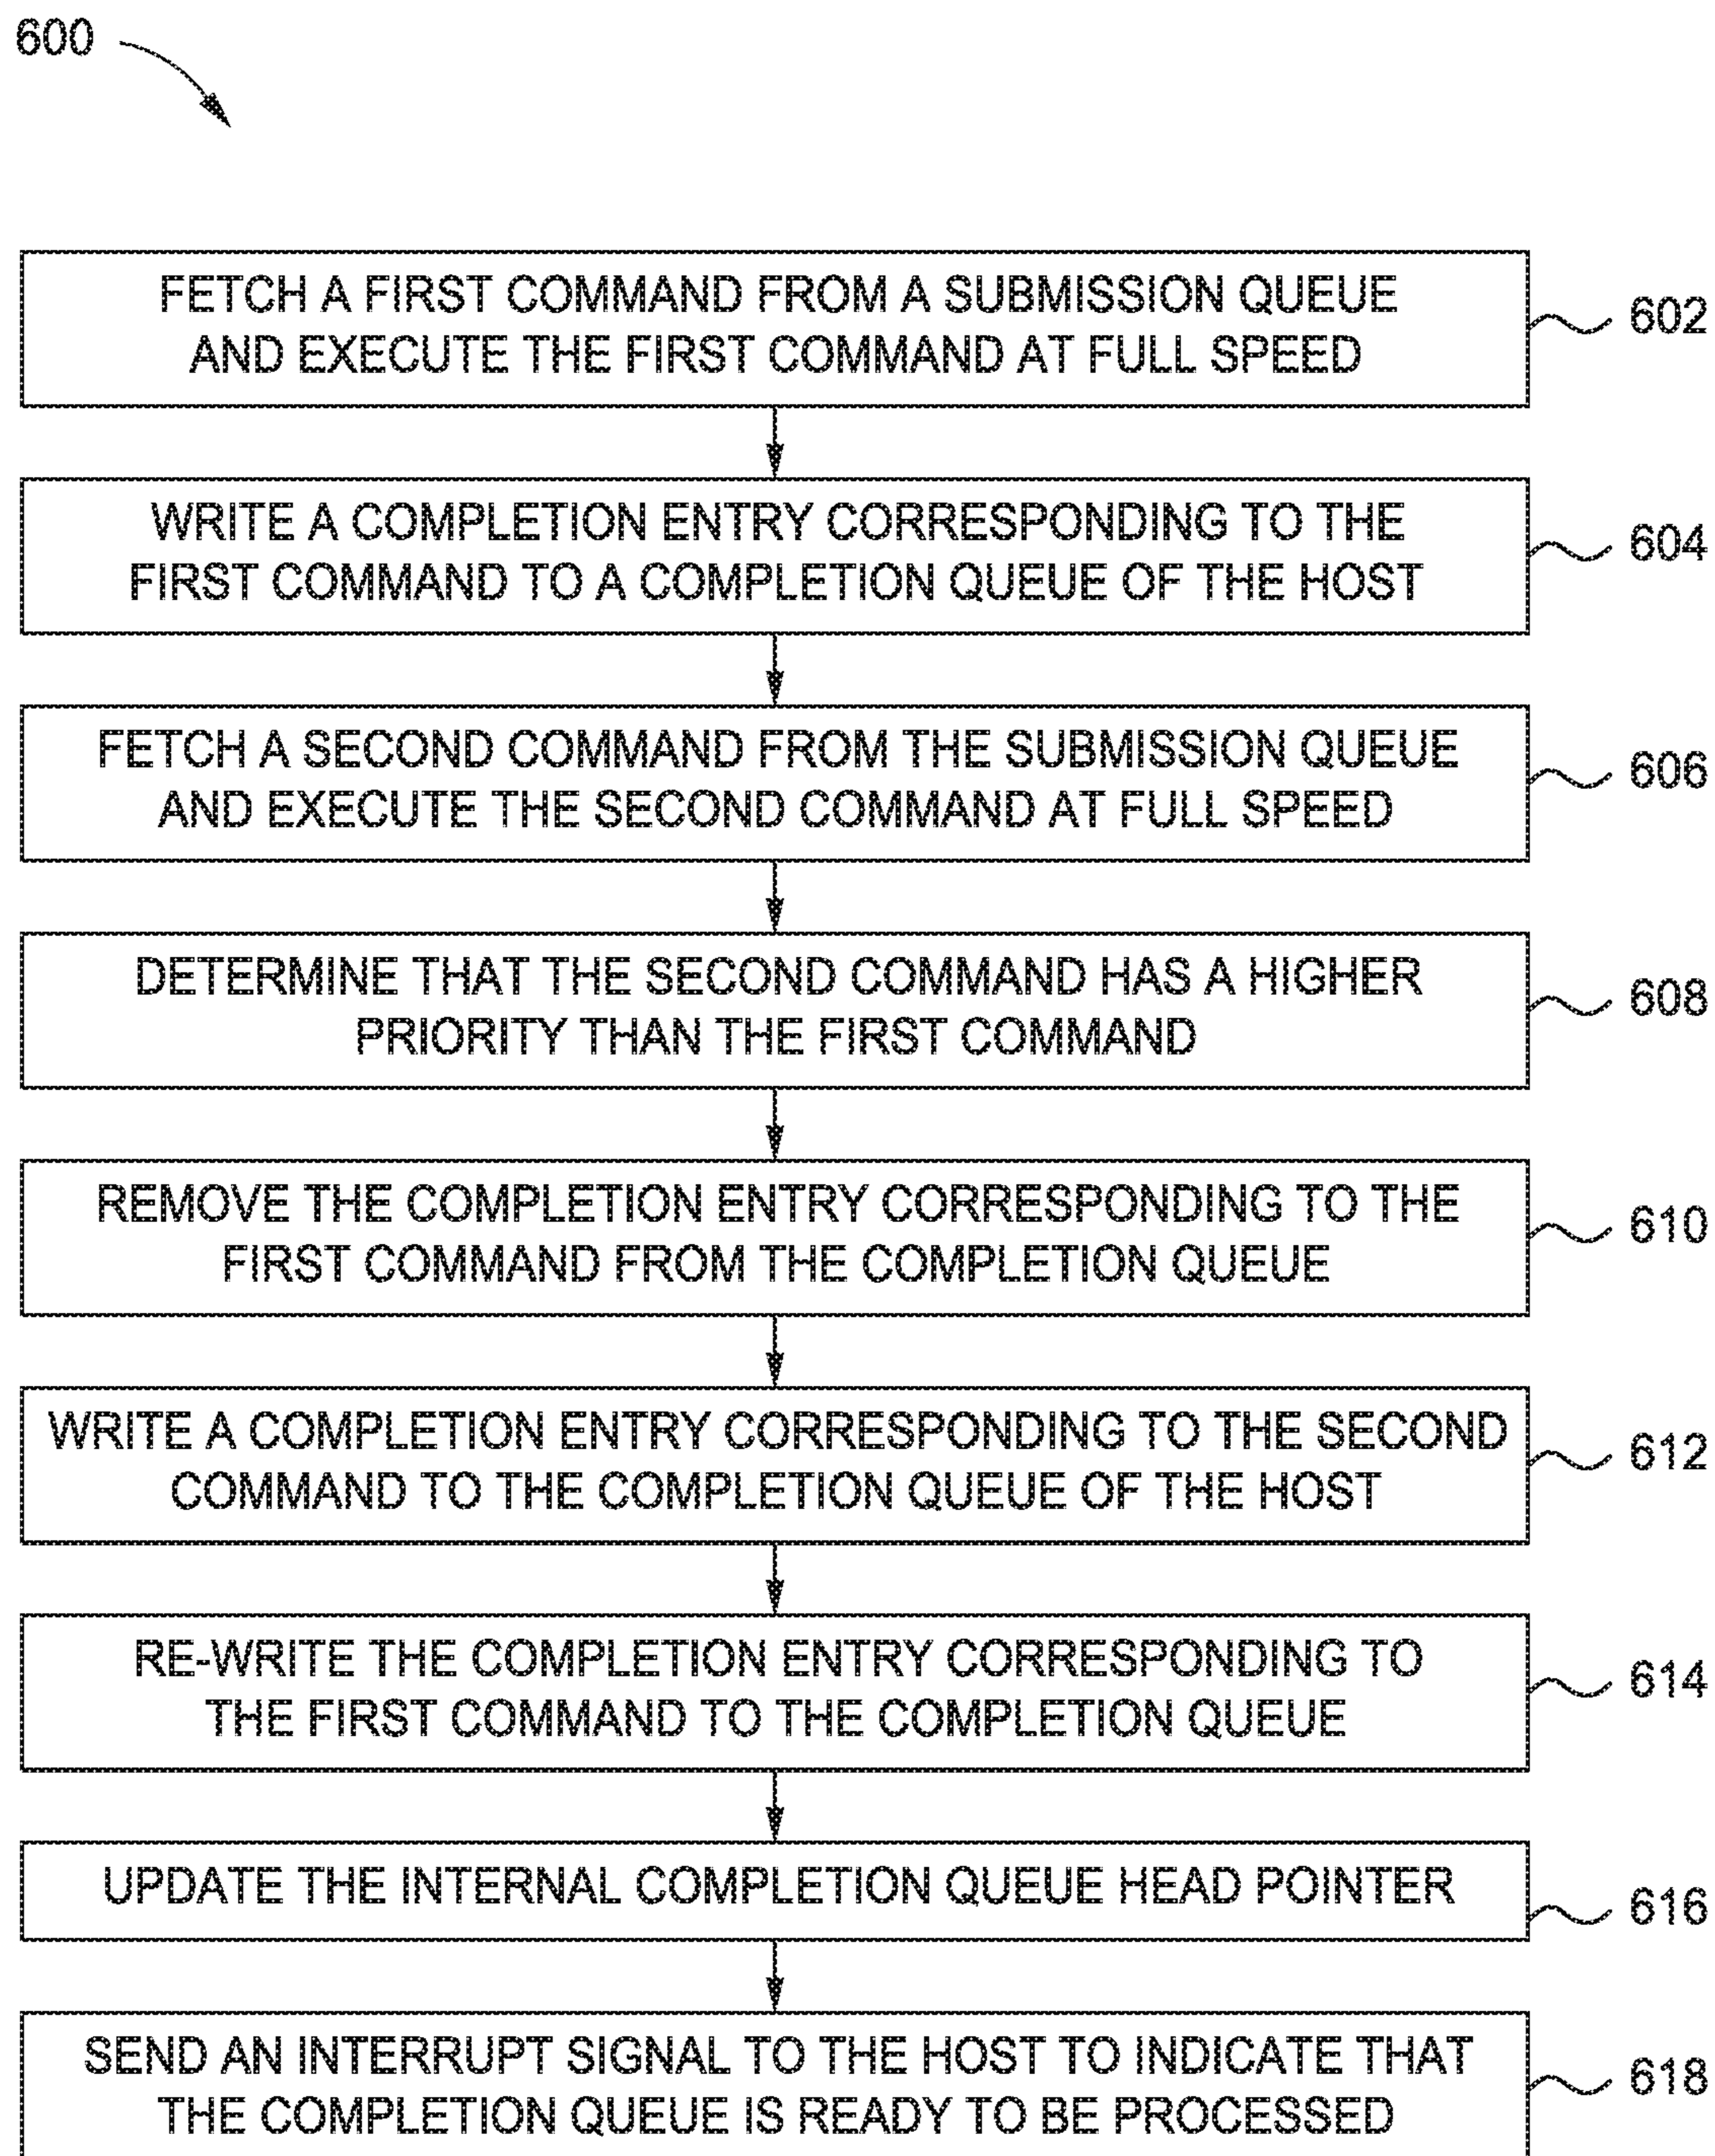 600
FETCH A FIRST COMMAND FROM A SUBMISSION QUEUE
AND EXECUTE THE FIRST COMMAND AT FULL SPEED
602
WRITE A COMPLETION ENTRY CORRESPONDING TO THE
FIRST COMMAND TO A COMPLETION QUEUE OF THE HOST
604
FETCH A SECOND COMMAND FROM THE SUBMISSION QUEUE
AND EXECUTE THE SECOND COMMAND AT FULL SPEED
606
DETERMINE THAT THE SECOND COMMAND HAS A HIGHER
PRIORITY THAN THE FIRST COMMAND
608
REMOVE THE COMPLETION ENTRY CORRESPONDING TO THE
FIRST COMMAND FROM THE COMPLETION QUEUE
610
WRITE A COMPLETION ENTRY CORRESPONDING TO THE SECOND
COMMAND TO THE COMPLETION QUEUE OF THE HOST
612
RE-WRITE THE COMPLETION ENTRY CORRESPONDING TO
THE FIRST COMMAND TO THE COMPLETION QUEUE
614
UPDATE THE INTERNAL COMPLETION QUEUE HEAD POINTER
616
SEND AN INTERRUPT SIGNAL TO THE HOST TO INDICATE THAT
THE COMPLETION QUEUE IS READY TO BE PROCESSED
618